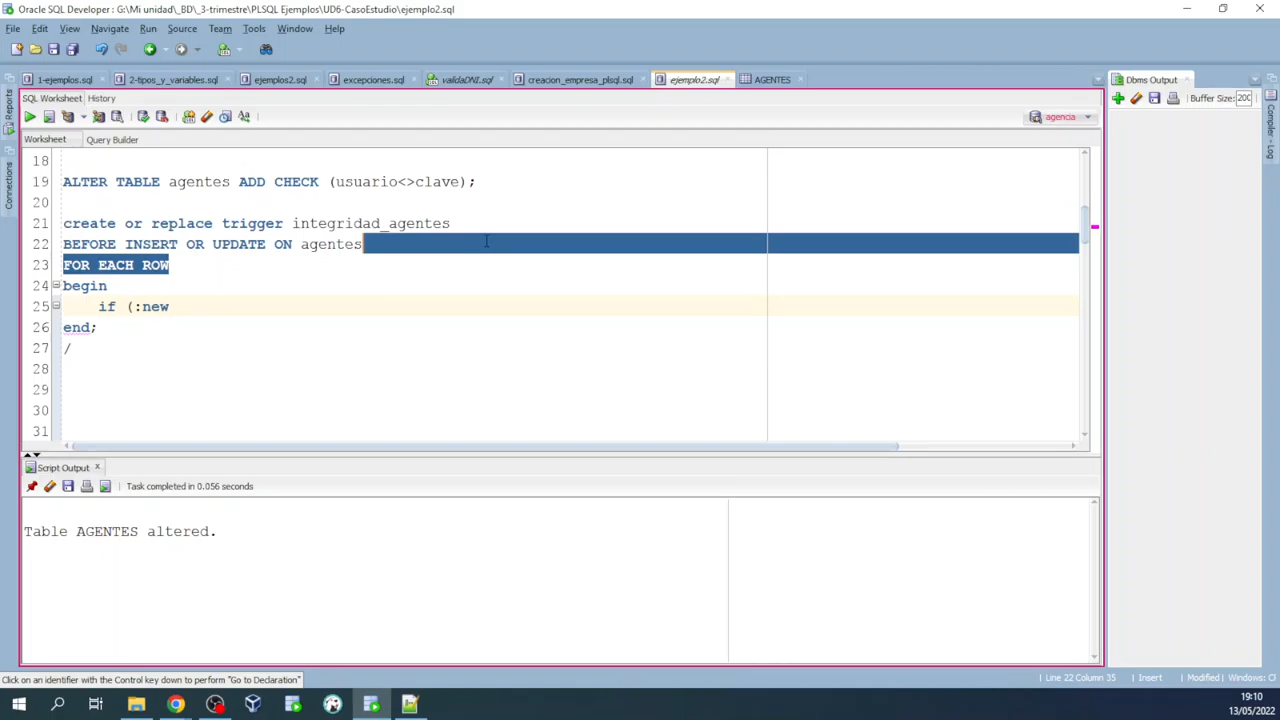 Oracle SQL Developer : G:\Mi unidad\_BD\_3-trimestre\PLSQL Ejemplos\UD6-CasoEstudio\ejemplo2.sql
File Edit View Navigate Run Source Team Tools Window Help
1-ejemplos.sql 2-tipos_y_variables.sql ejemplos2.sql excepciones.sql validaDNI.sql creacion_empresa_plsql.sql ejemplo2.sql AGENTES Dbms Output
SQL Worksheet History
Buffer Size: 200
agencia
Worksheet Query Builder
Reports
Connections
Compiler - Log
18
19 ALTER TABLE agentes ADD CHECK (usuario<>clave);
20
21 create or replace trigger integridad_agentes
22 BEFORE INSERT OR UPDATE ON agentes
23 FOR EACH ROW
24 begin
25 if (:new
26 end;
27 /
28
29
30
31
Script Output
Task completed in 0.056 seconds
Table AGENTES altered.
Click on an identifier with the Control key down to perform "Go to Declaration"
Line 22 Column 35 Insert Modified Windows: Cl
19:10
13/05/2022